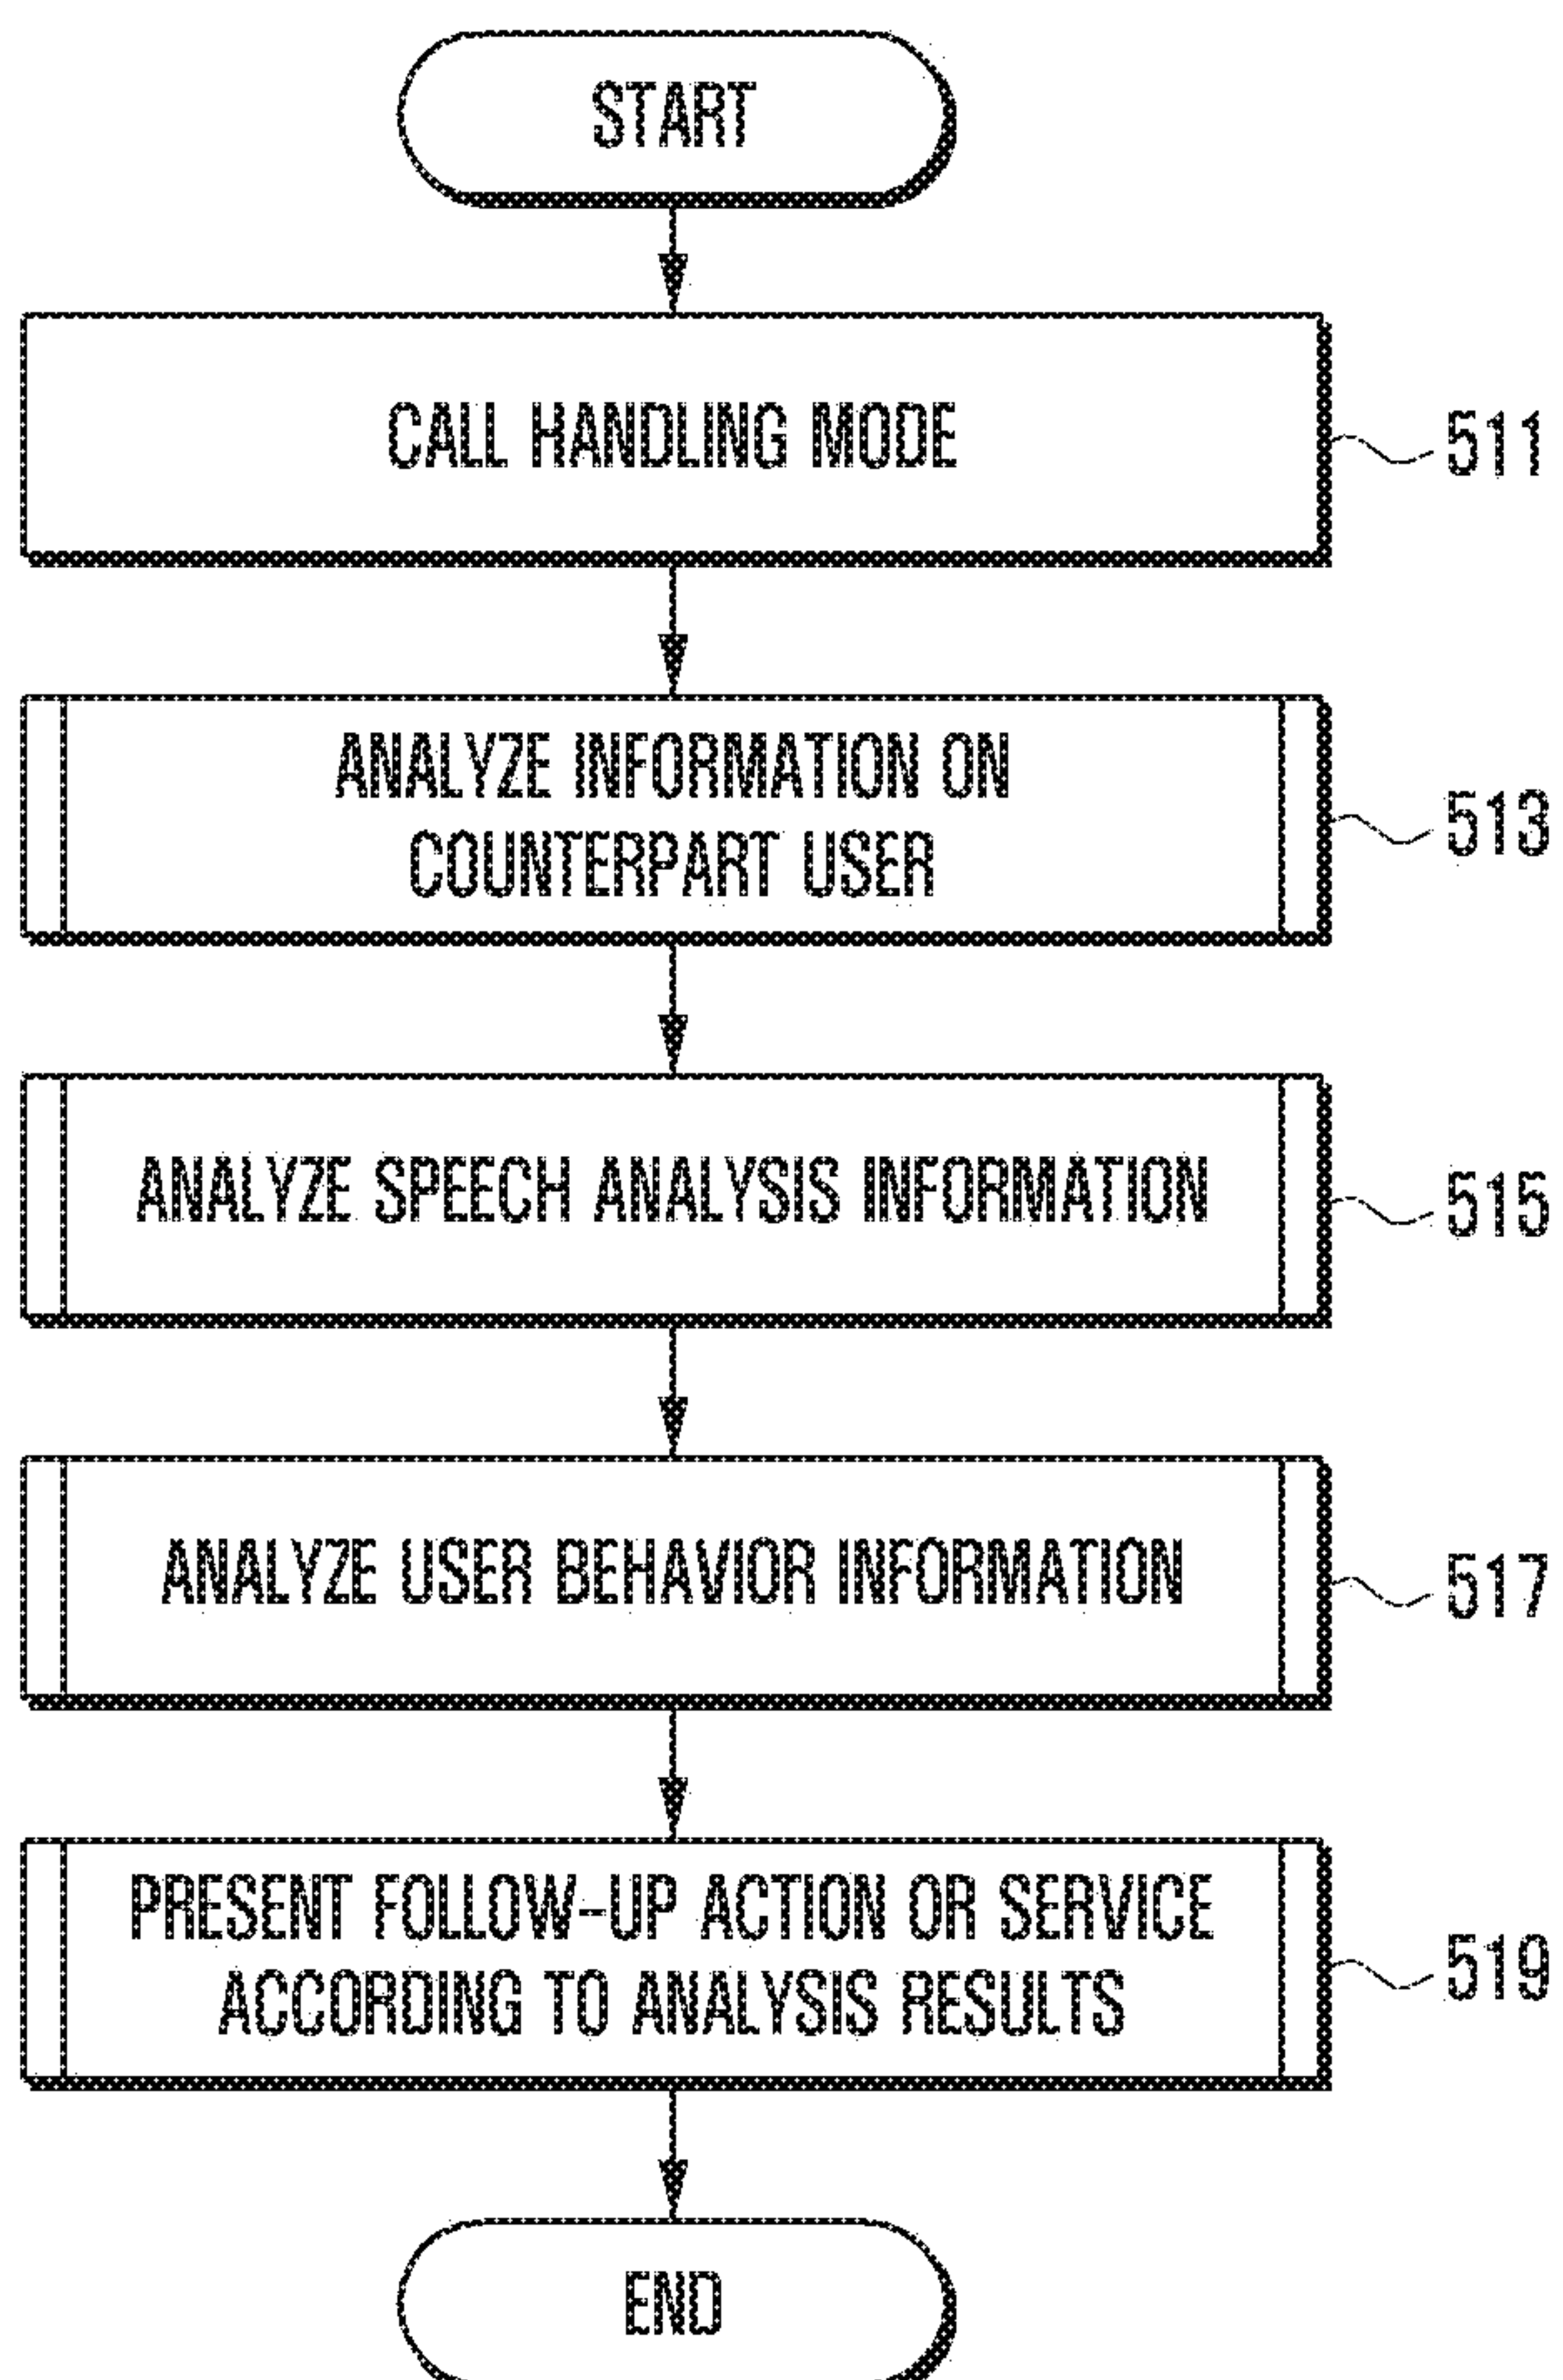 START
CALL HANDLING MODE
511
ANALYZE INFORMATION ON
COUNTERPART USER
513
ANALYZE SPEECH ANALYSIS INFORMATION
515
ANALYZE USER BEHAVIOR INFORMATION
517
PRESENT FOLLOW-UP ACTION OR SERVICE
ACCORDING TO ANALYSIS RESULTS
519
END